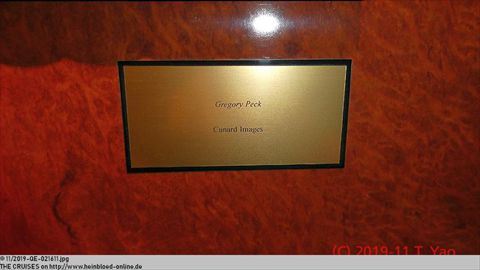 Gregory Peck
Cunard Images
(C) 2019-11 T. Yao
© 11/2019-QE-021611.jpg
THE CRUISES on http://www.heinbloed-online.de